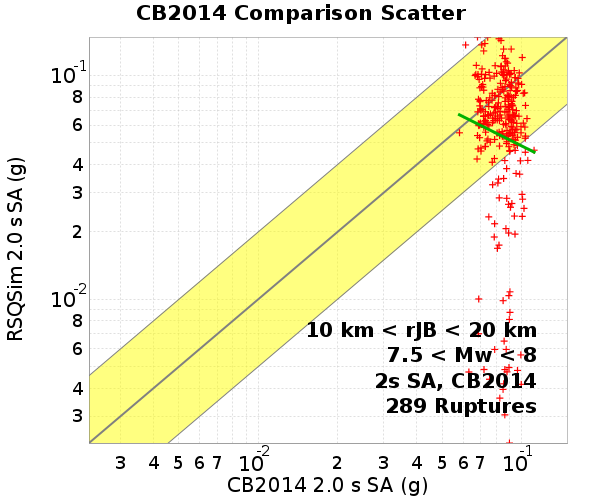 CB2014 Comparison Scatter
RSQSim 2.0 s SA (g)
10-1
8
6
4
3
2
10-2
8
6
4
3
10 km < rJB < 20 km
7.5 < Mw < 8
2s SA, CB2014
289 Ruptures
3 4 5 6 7 10-2 2 3 4 5 6 7 10-1
CB2014 2.0 s SA (g)